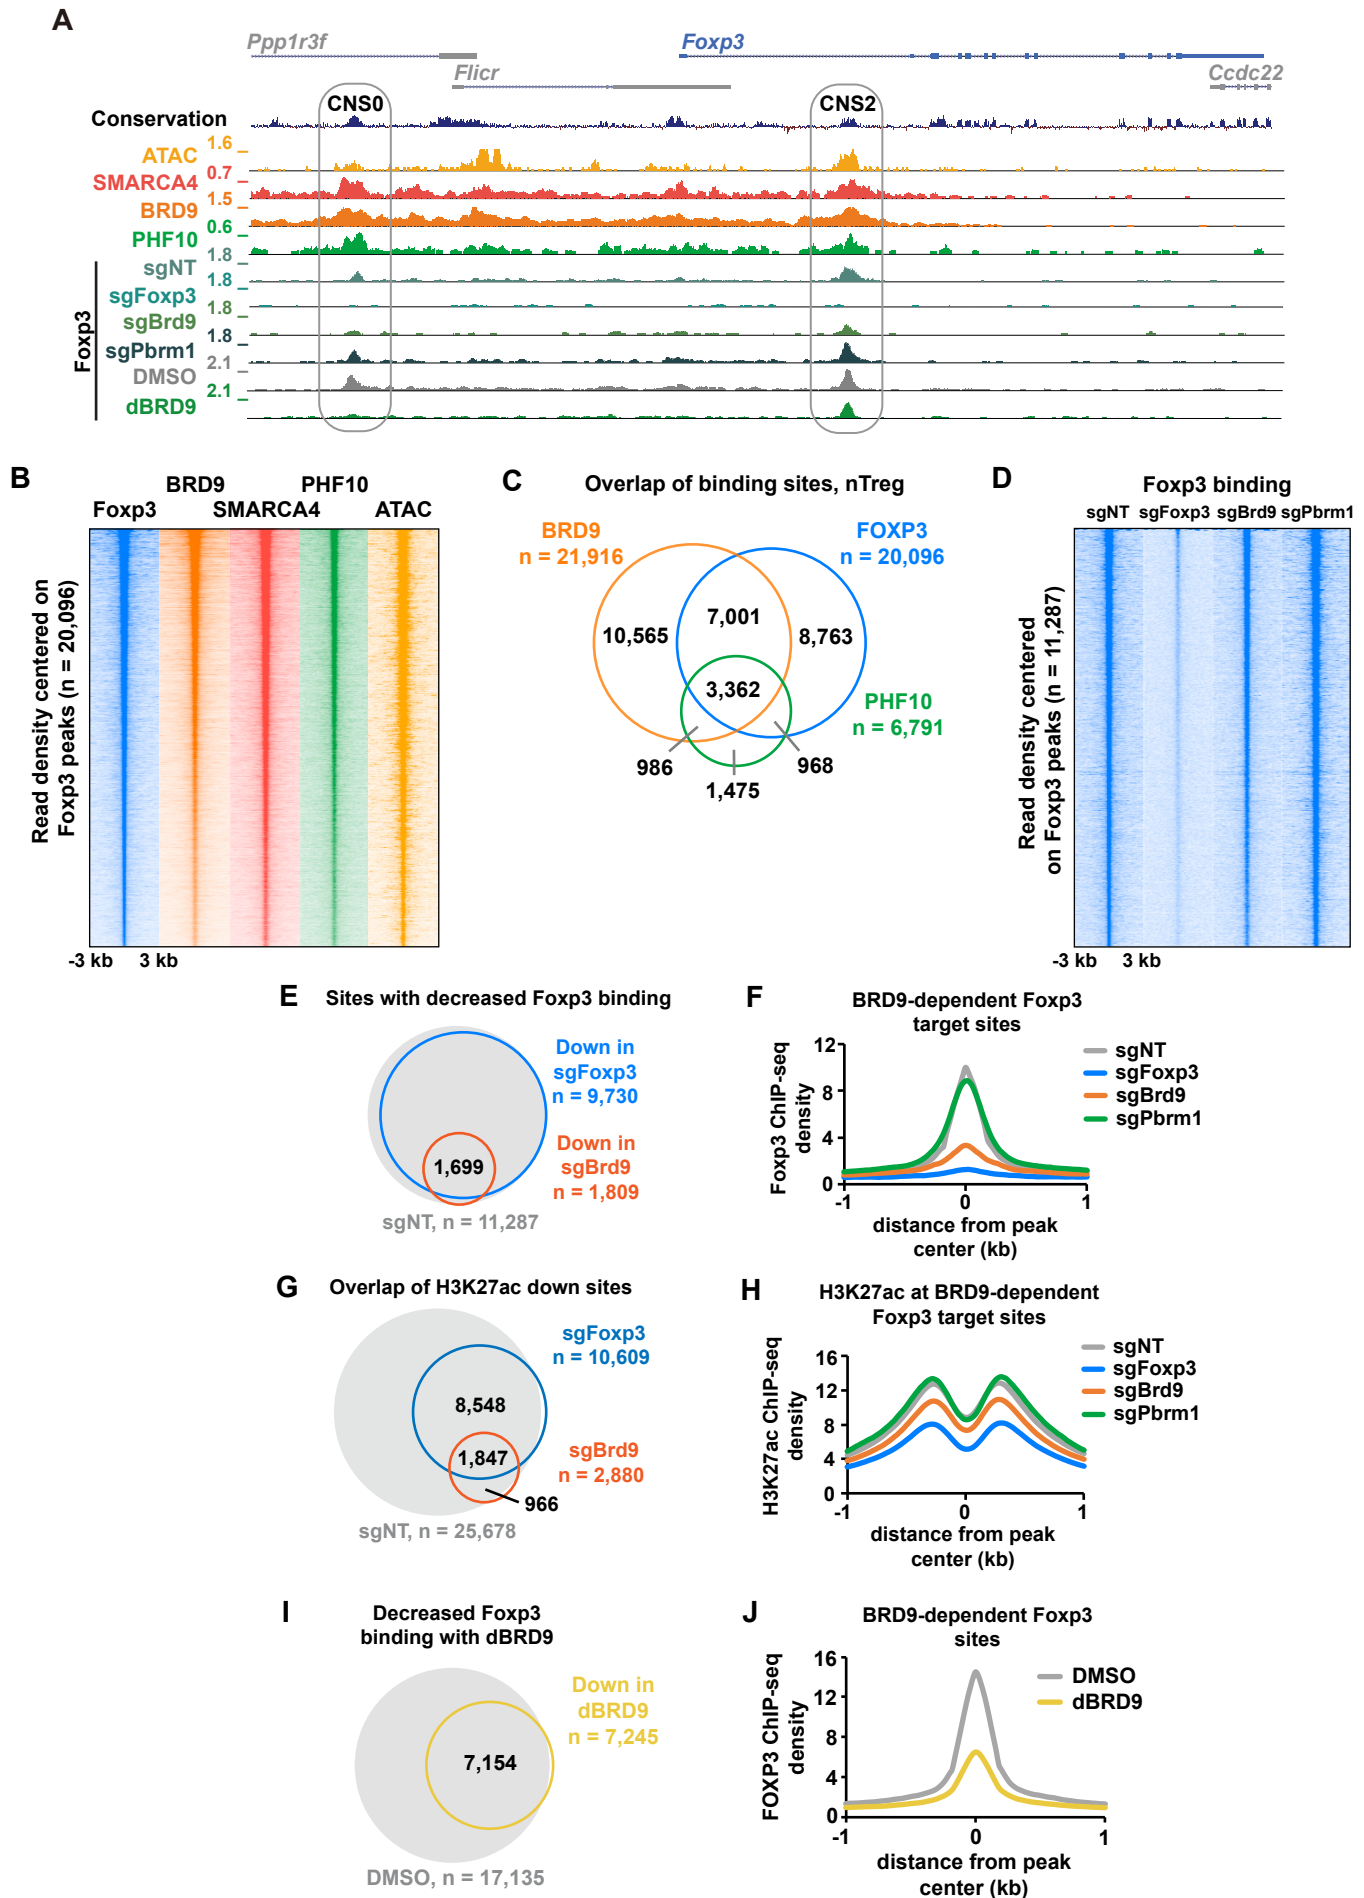 A
Ppp1r3f
Foxp3
Flicr
Ccdc22
CNS0
CNS2
Conservation
ATAC
1.6
SMARCA4
0.7
BRD9
1.5
PHF10
0.6
Foxp3
sgNT
1.8
sgFoxp3
1.8
sgBrd9
1.8
sgPbrm1
1.8
DMSO
2.1
dBRD9
2.1
B
BRD9
PHF10
Foxp3
SMARCA4
ATAC
Read density centered on
Foxp3 peaks (n = 20,096)
-3 kb
3 kb
C
Overlap of binding sites, nTreg
BRD9
n = 21,916
FOXP3
n = 20,096
7,001
10,565
8,763
3,362
PHF10
n = 6,791
986
968
1,475
D
Foxp3 binding
sgNT sgFoxp3 sgBrd9 sgPbrm1
Read density centered
on Foxp3 peaks (n = 11,287)
-3 kb
3 kb
E
Sites with decreased Foxp3 binding
Down in
sgFoxp3
n = 9,730
Down in
sgBrd9
n = 1,809
1,699
sgNT, n = 11,287
F
BRD9-dependent Foxp3
target sites
Foxp3 ChIP-seq
density
12
8
4
0
-1
0
1
distance from peak
center (kb)
sgNT
sgFoxp3
sgBrd9
sgPbrm1
G
Overlap of H3K27ac down sites
sgFoxp3
n = 10,609
8,548
1,847
sgBrd9
n = 2,880
966
sgNT, n = 25,678
H
H3K27ac at BRD9-dependent
Foxp3 target sites
H3K27ac ChIP-seq
density
16
12
8
4
0
-1
0
1
distance from peak
center (kb)
sgNT
sgFoxp3
sgBrd9
sgPbrm1
I
Decreased Foxp3
binding with dBRD9
Down in
dBRD9
n = 7,245
7,154
DMSO, n = 17,135
J
BRD9-dependent Foxp3
sites
FOXP3 ChIP-seq
density
16
12
8
4
0
-1
0
1
distance from peak
center (kb)
DMSO
dBRD9